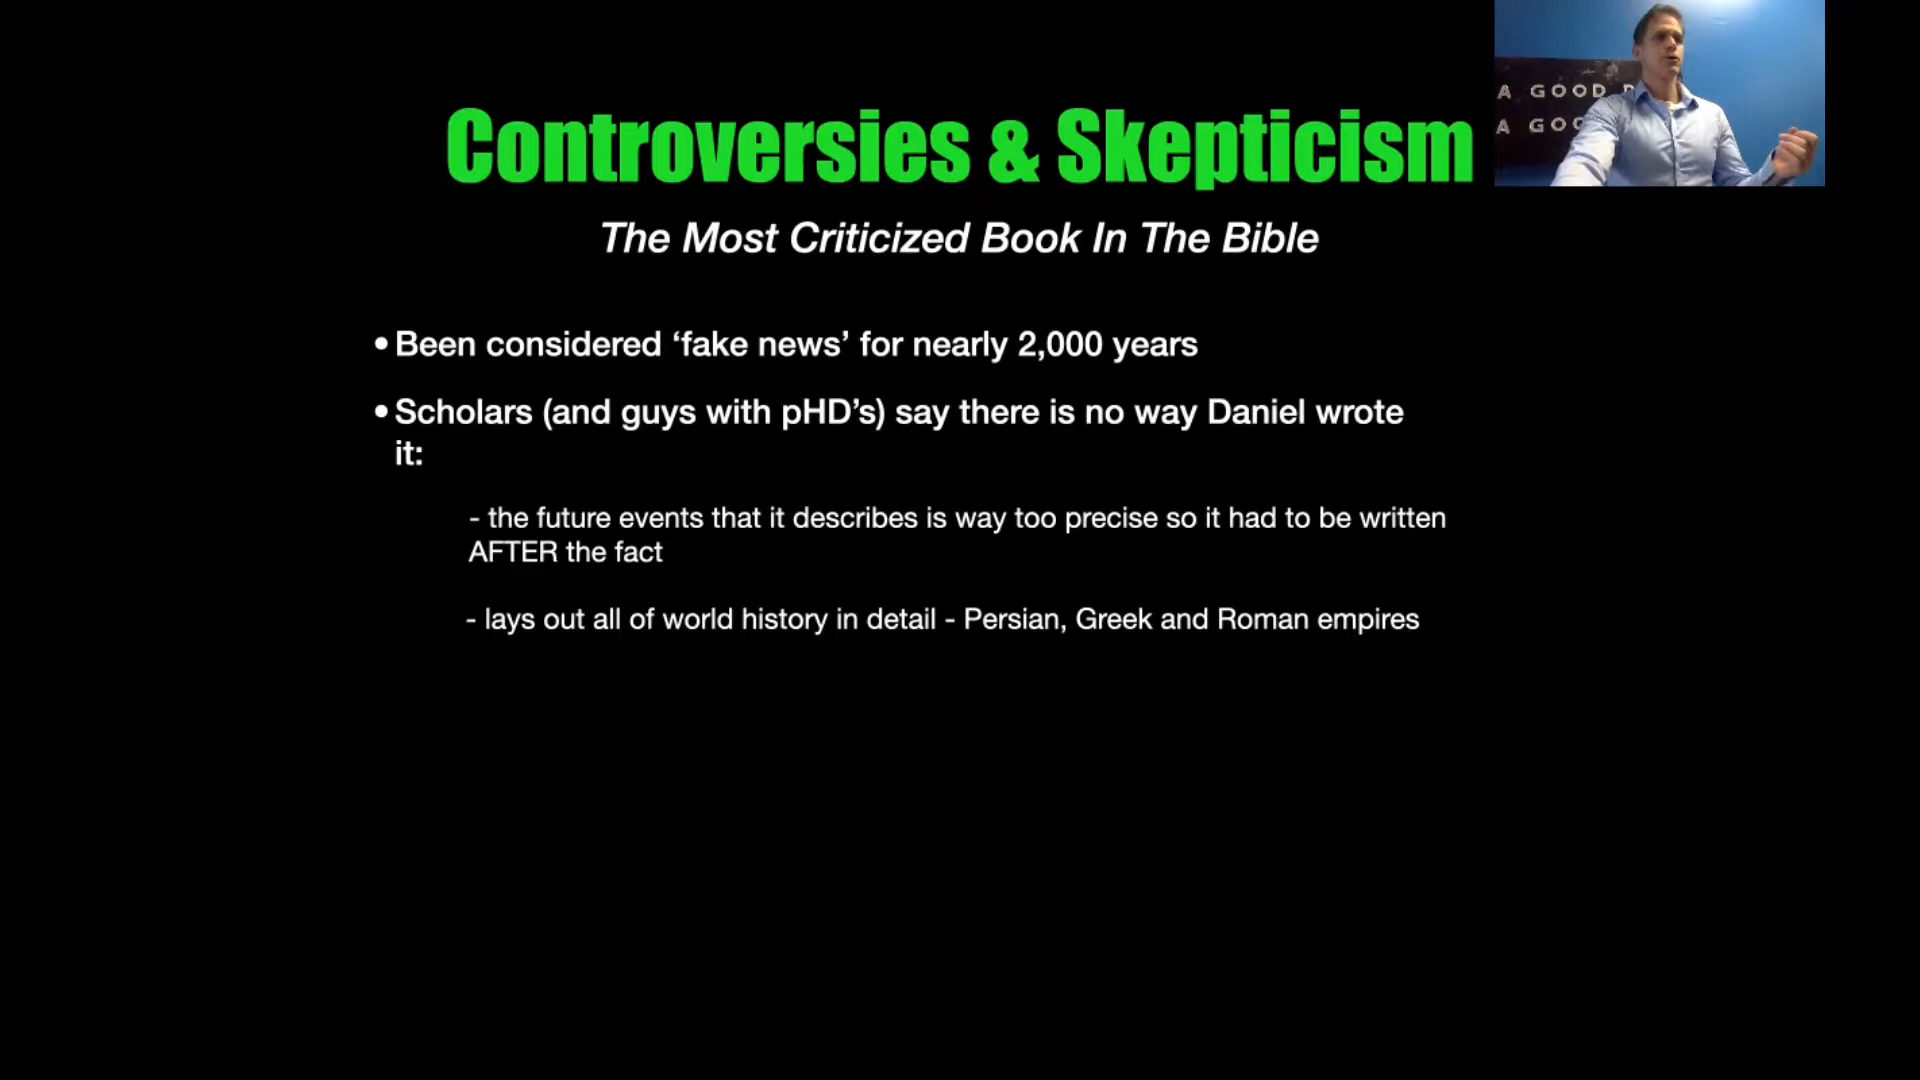 Controversies & Skepticism
The Most Criticized Book In The Bible
A GOOD
A
• Been considered ‘fake news’ for nearly 2,000 years
• Scholars (and guys with pHD’s) say there is no way Daniel wrote
it:
- the future events that it describes is way too precise so it had to be written
AFTER the fact
- lays out all of world history in detail - Persian, Greek and Roman empires